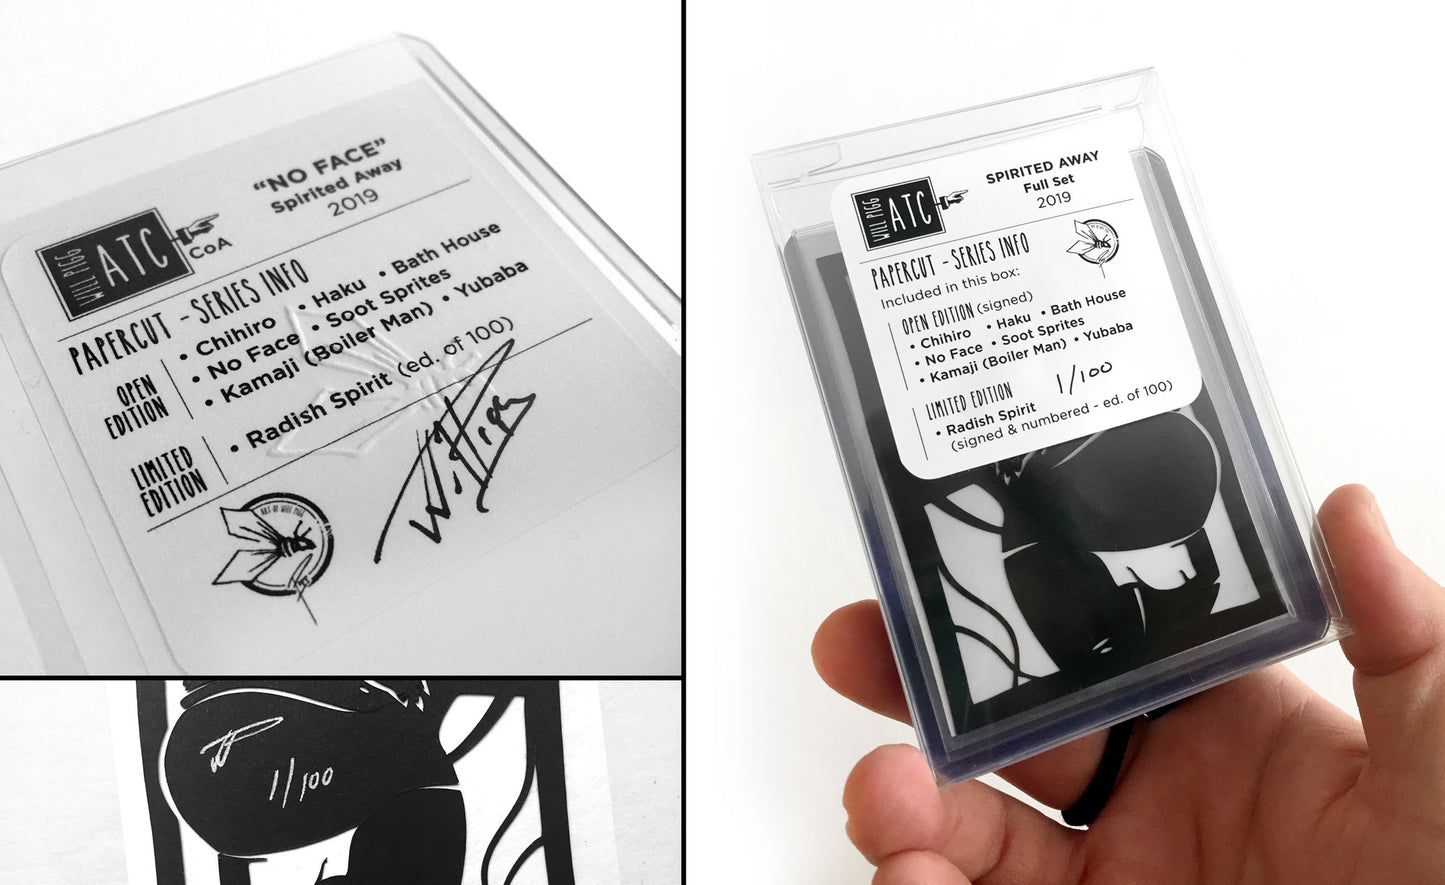 "NO FACE"
Spirited Away
2019
WILL PIGG
ATC
CoA
PAPERCUT - SERIES INFO
OPEN
EDITION
• Chihiro • Haku • Bath House
• No Face • Soot Sprites
• Kamaji (Boiler Man) • Yubaba
LIMITED
EDITION
• Radish Spirit (ed. of 100)
ART OF WILL PIGG
W. Pigg
1/100
SPIRITED AWAY
Full Set
2019
WILL PIGG
ATC
PAPERCUT - SERIES INFO
Included in this box:
OPEN EDITION (signed)
• Chihiro • Haku • Bath House
• No Face • Soot Sprites
• Kamaji (Boiler Man) • Yubaba
LIMITED EDITION 1/100
• Radish Spirit
(signed & numbered - ed. of 100)